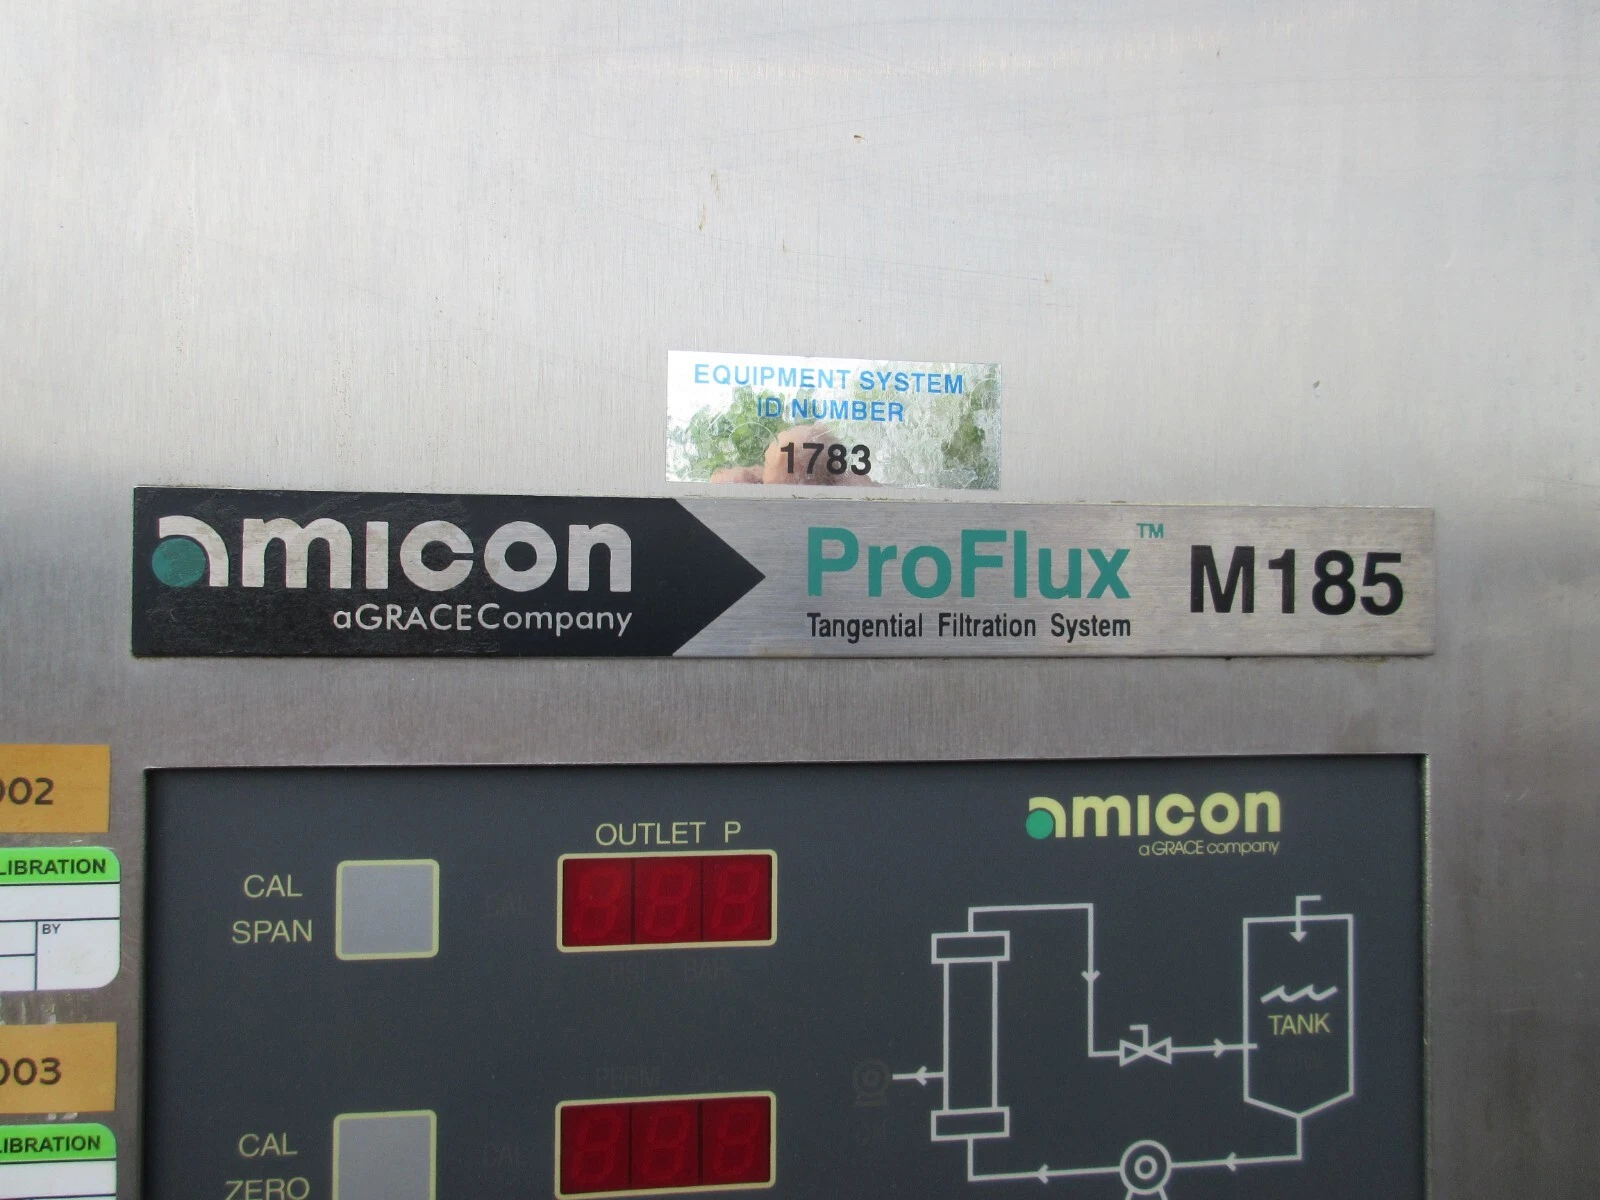 EQUIPMENT SYSTEM
ID NUMBER
1783
amicon
aGRACECompany
ProFlux™ M185
Tangential Filtration System
002
LIBRATION
BY
003
LIBRATION
OUTLET P
CAL
SPAN
CAL
ZERO
amicon
a GRACE company
TANK